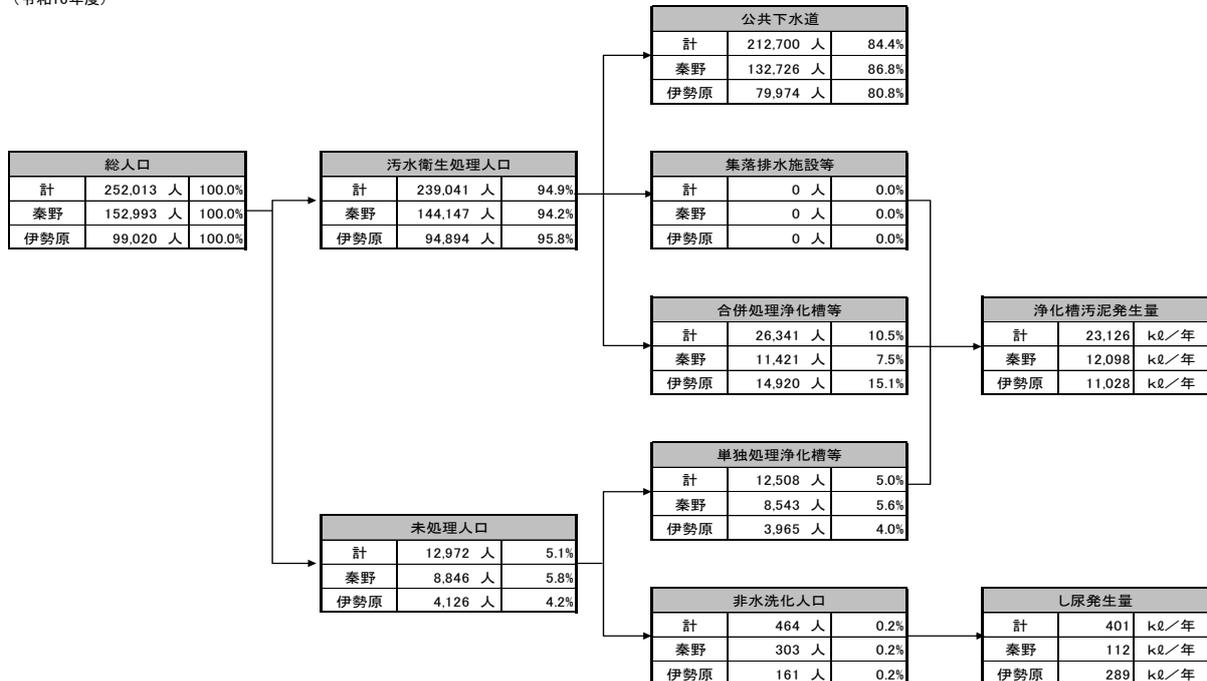 （令和10年度）
公共下水道
計 212,700 人 84.4%
秦野 132,726 人 86.8%
伊勢原 79,974 人 80.8%
総人口
計 252,013 人 100.0%
秦野 152,993 人 100.0%
伊勢原 99,020 人 100.0%
汚水衛生処理人口
計 239,041 人 94.9%
秦野 144,147 人 94.2%
伊勢原 94,894 人 95.8%
集落排水施設等
計 0 人 0.0%
秦野 0 人 0.0%
伊勢原 0 人 0.0%
合併処理浄化槽等
計 26,341 人 10.5%
秦野 11,421 人 7.5%
伊勢原 14,920 人 15.1%
浄化槽汚泥発生量
計 23,126 kℓ／年
秦野 12,098 kℓ／年
伊勢原 11,028 kℓ／年
単独処理浄化槽等
計 12,508 人 5.0%
秦野 8,543 人 5.6%
伊勢原 3,965 人 4.0%
未処理人口
計 12,972 人 5.1%
秦野 8,846 人 5.8%
伊勢原 4,126 人 4.2%
非水洗化人口
計 464 人 0.2%
秦野 303 人 0.2%
伊勢原 161 人 0.2%
し尿発生量
計 401 kℓ／年
秦野 112 kℓ／年
伊勢原 289 kℓ／年